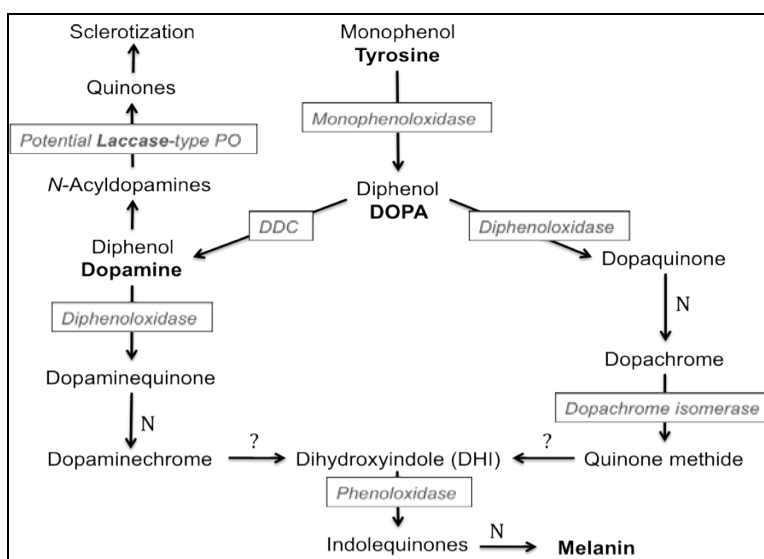 Sclerotization
Monophenol
Tyrosine
Quinones
Monophenoloxidase
Potential Laccase-type PO
N-Acyldopamines
Diphenol
DOPA
DDC
Diphenoloxidase
Diphenol
Dopamine
Dopaquinone
Diphenoloxidase
N
Dopaminequinone
Dopachrome
N
Dopachrome isomerase
Dopaminechrome
?
Dihydroxyindole (DHI)
?
Quinone methide
Phenoloxidase
Indolequinones
N
Melanin